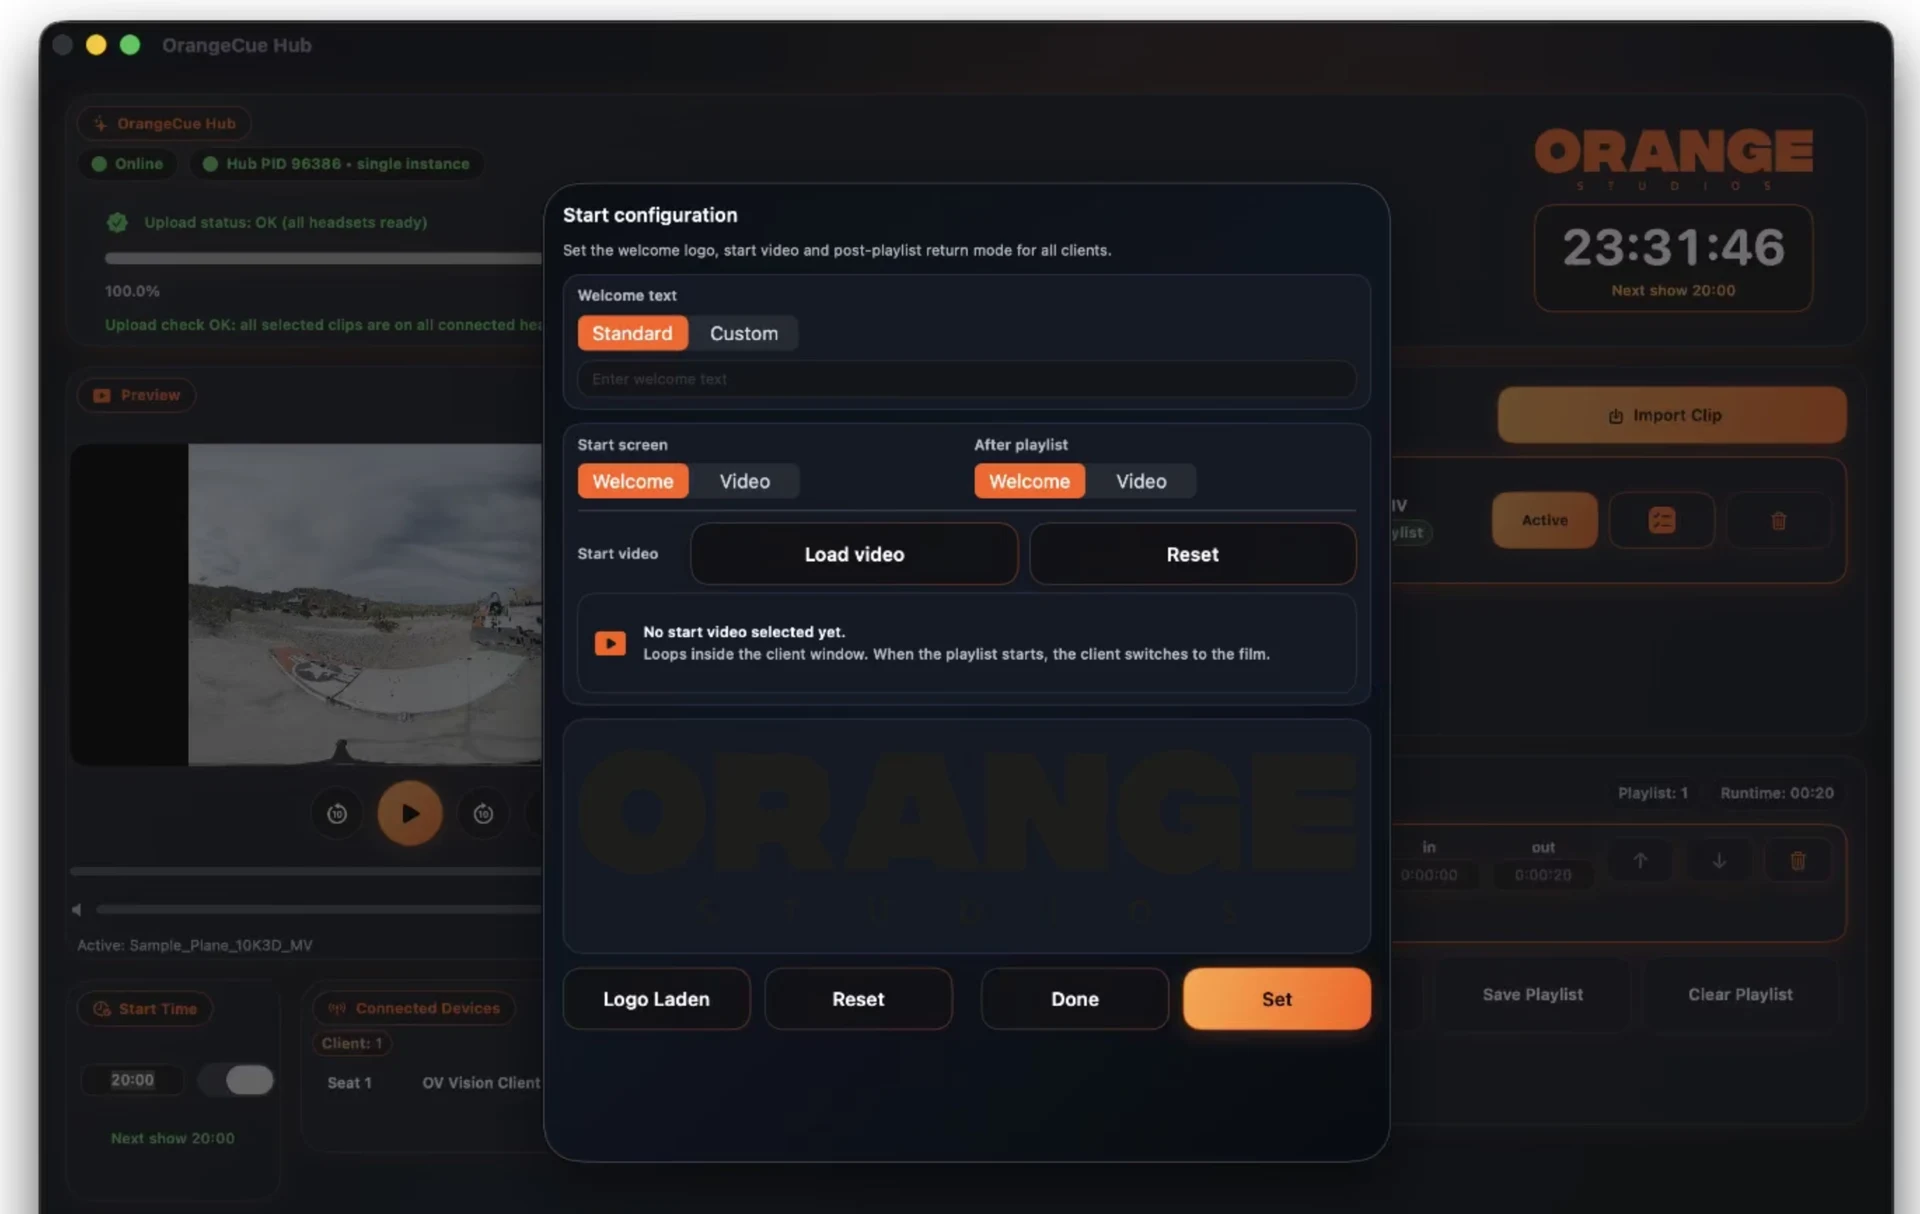 OrangeCue Hub
OrangeCue Hub
Online
Hub PID 96386 • single instance
Upload status: OK (all headsets ready)
100.0%
Upload check OK: all selected clips are on all connected
ORANGE
STUDIOS
23:31:46
Next show 20:00
Preview
Import Clip
Active
Start configuration
Set the welcome logo, start video and post-playlist return mode for all clients.
Welcome text
Standard
Custom
Enter welcome text
Start screen
After playlist
Welcome
Video
Welcome
Video
Start video
Load video
Reset
No start video selected yet.
Loops inside the client window. When the playlist starts, the client switches to the film.
ORANGE
STUDIOS
Logo Laden
Reset
Done
Set
10
10
Active: Sample_Plane_10K3D_MV
Playlist: 1
Runtime: 00:20
in
out
0:00:00
0:00:20
Save Playlist
Clear Playlist
Start Time
20:00
Next show 20:00
Connected Devices
Client: 1
Seat 1
OV Vision Client